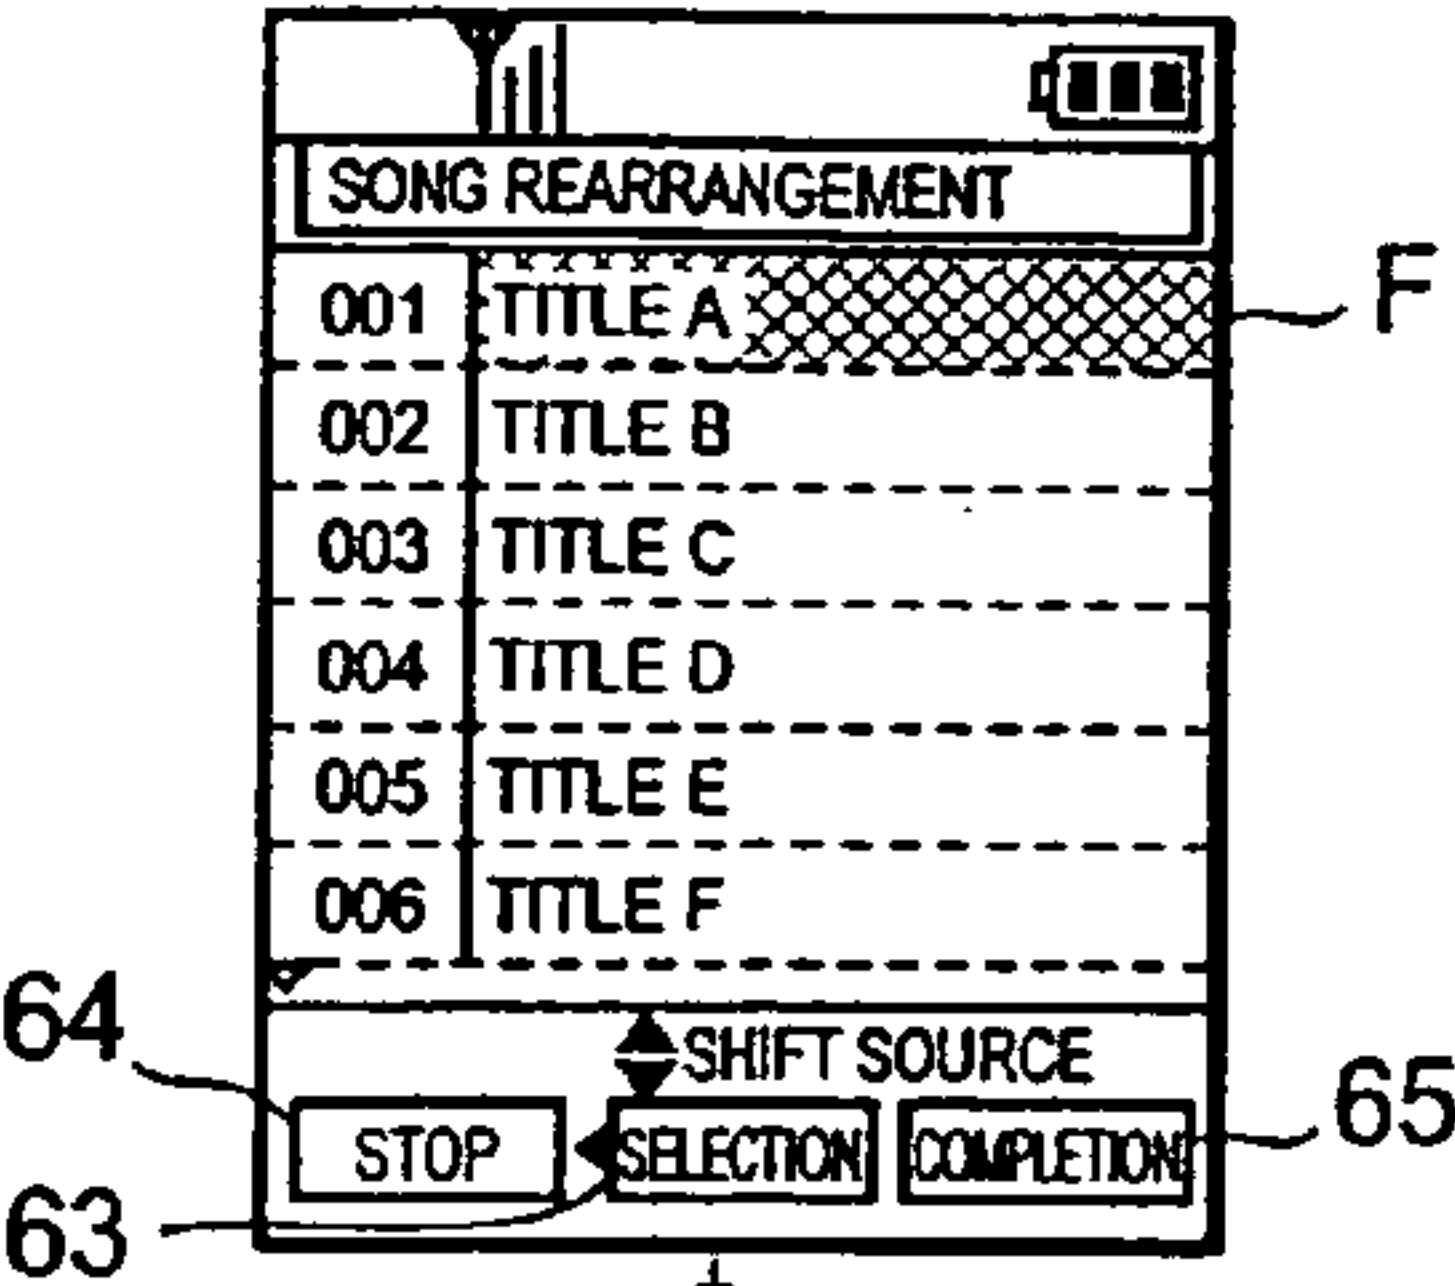 SONG REARRANGEMENT
001 TITLE A
F
002 TITLE B
003 TITLE C
004 TITLE D
005 TITLE E
006 TITLE F
64
SHIFT SOURCE
65
STOP SELECTION COMPLETION
63